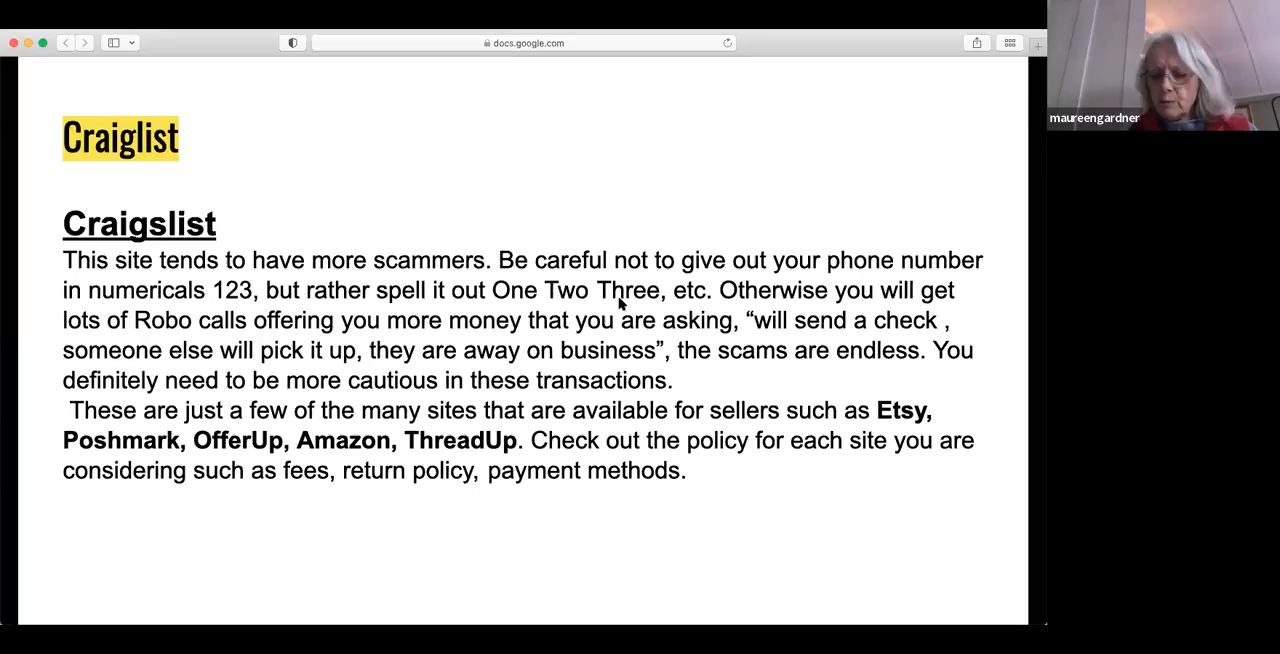 docs.google.com
maureengardner
Craiglist
Craigslist
This site tends to have more scammers. Be careful not to give out your phone number
in numericals 123, but rather spell it out One Two Three, etc. Otherwise you will get
lots of Robo calls offering you more money that you are asking, “will send a check ,
someone else will pick it up, they are away on business”, the scams are endless. You
definitely need to be more cautious in these transactions.
These are just a few of the many sites that are available for sellers such as Etsy,
Poshmark, OfferUp, Amazon, ThreadUp. Check out the policy for each site you are
considering such as fees, return policy, payment methods.